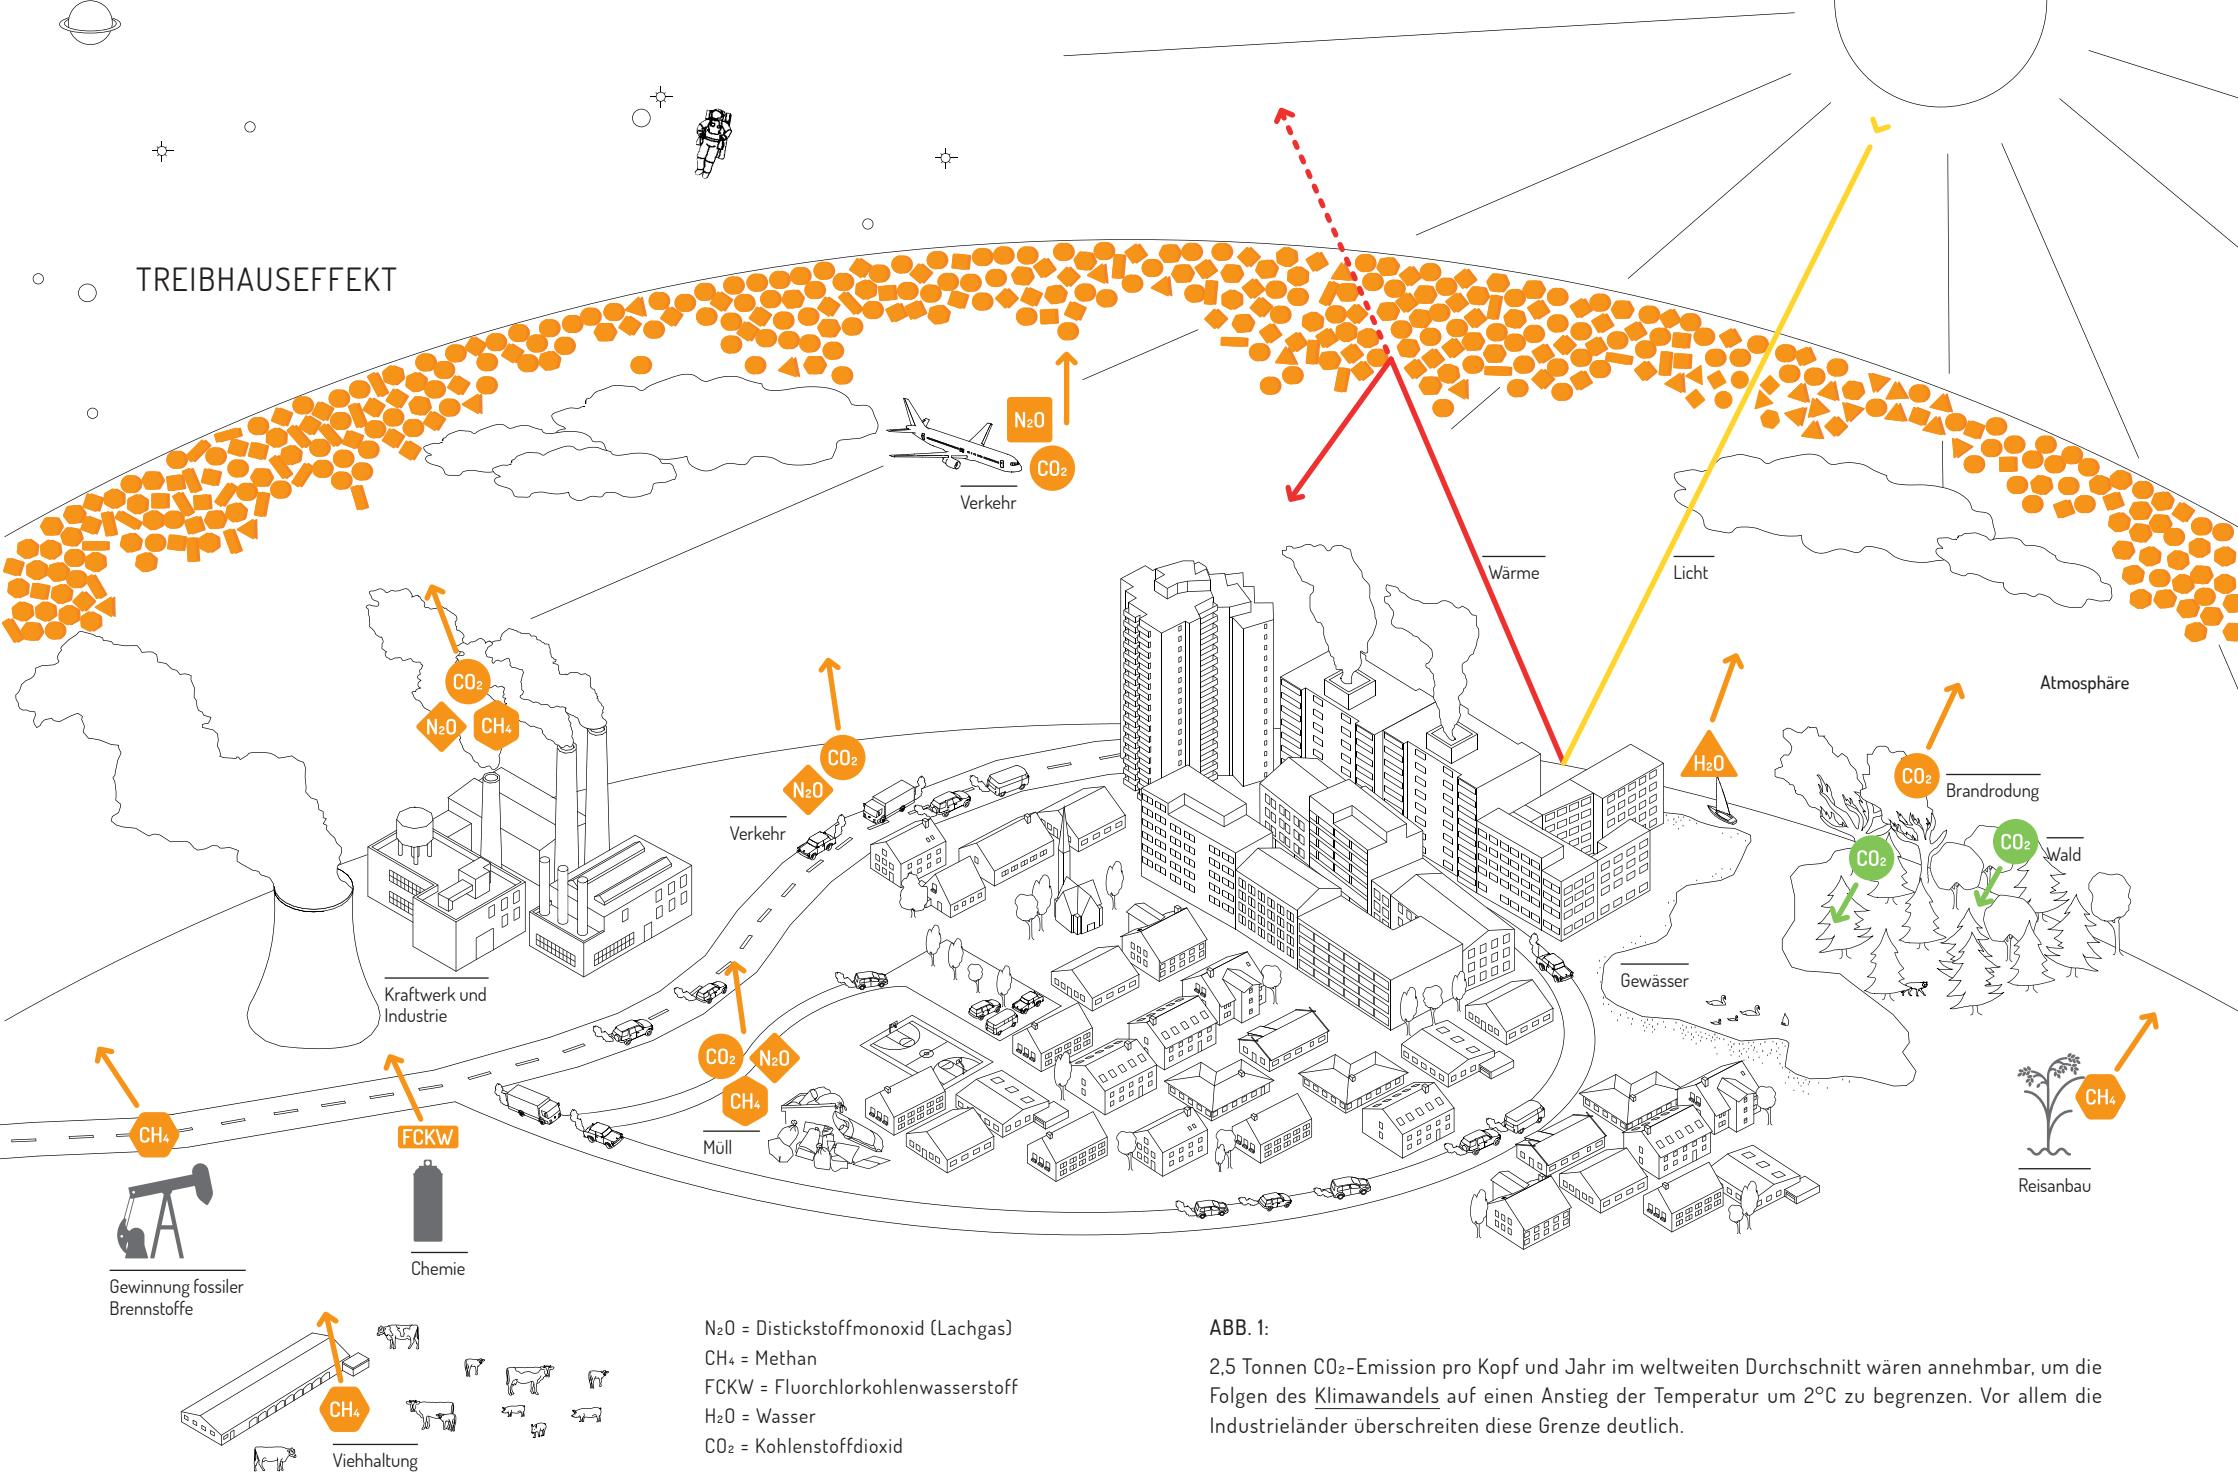 TREIBHAUSEFFEKT
N₂O
CO₂
Verkehr
Wärme
Licht
Atmosphäre
CO₂
N₂O
CH₄
Kraftwerk und
Industrie
CO₂
N₂O
Verkehr
H₂O
CO₂
Brandrodung
CO₂
CO₂
Wald
Gewässer
CH₄
Gewinnung fossiler
Brennstoffe
FCKW
Chemie
CO₂
N₂O
CH₄
Müll
CH₄
Reisanbau
CH₄
Viehhaltung
N₂O = Distickstoffmonoxid (Lachgas)
CH₄ = Methan
FCKW = Fluorchlorkohlenwasserstoff
H₂O = Wasser
CO₂ = Kohlenstoffdioxid
ABB. 1:
2,5 Tonnen CO₂-Emission pro Kopf und Jahr im weltweiten Durchschnitt wären annehmbar, um die
Folgen des Klimawandels auf einen Anstieg der Temperatur um 2°C zu begrenzen. Vor allem die
Industrieländer überschreiten diese Grenze deutlich.